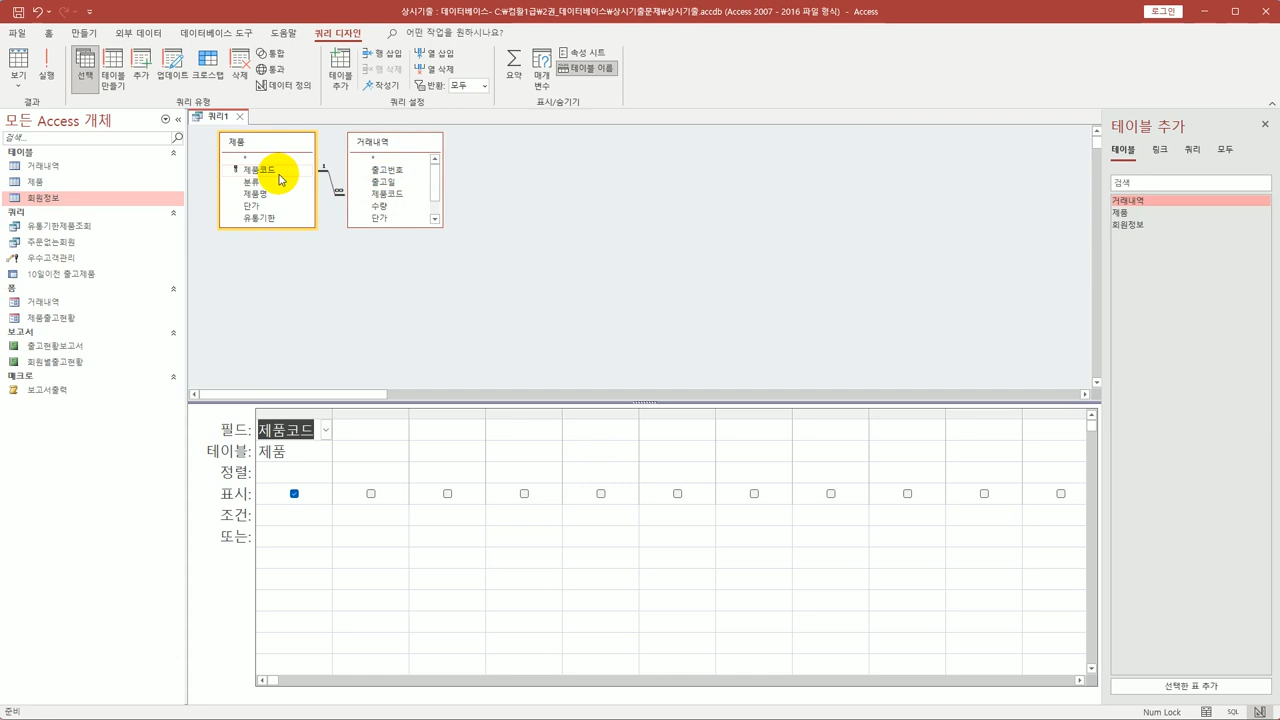 상시기출 : 데이터베이스- C:₩컴활1급₩2권_데이터베이스₩상시기출문제₩상시기출.accdb (Access 2007 - 2016 파일 형식) - Access
로그인
파일 홈 만들기 외부 데이터 데이터베이스 도구 도움말 쿼리 디자인 어떤 작업을 원하시나요?
보기 실행 선택 테이블 만들기 추가 업데이트 크로스탭 삭제
통합
통과
데이터 정의
테이블 추가
행 삽입
행 삭제
작성기
열 삽입
열 삭제
반환: 모두
요약 매개 변수
속성 시트
테이블 이름
결과 쿼리 유형 쿼리 설정 표시/숨기기
모든 Access 개체
검색...
테이블
거래내역
제품
회원정보
쿼리
유통기한제품조회
주문없는회원
우수고객관리
10일이전 출고제품
폼
거래내역
제품출고현황
보고서
출고현황보고서
회원별출고현황
매크로
보고서출력
쿼리1
제품
*
제품코드
분류
제품명
단가
유통기한
1
∞
거래내역
*
출고번호
출고일
제품코드
수량
단가
필드: 제품코드
테이블: 제품
정렬:
표시:
조건:
또는:
테이블 추가
테이블 링크 쿼리 모두
검색
거래내역
제품
회원정보
선택한 표 추가
준비
Num Lock
SQL